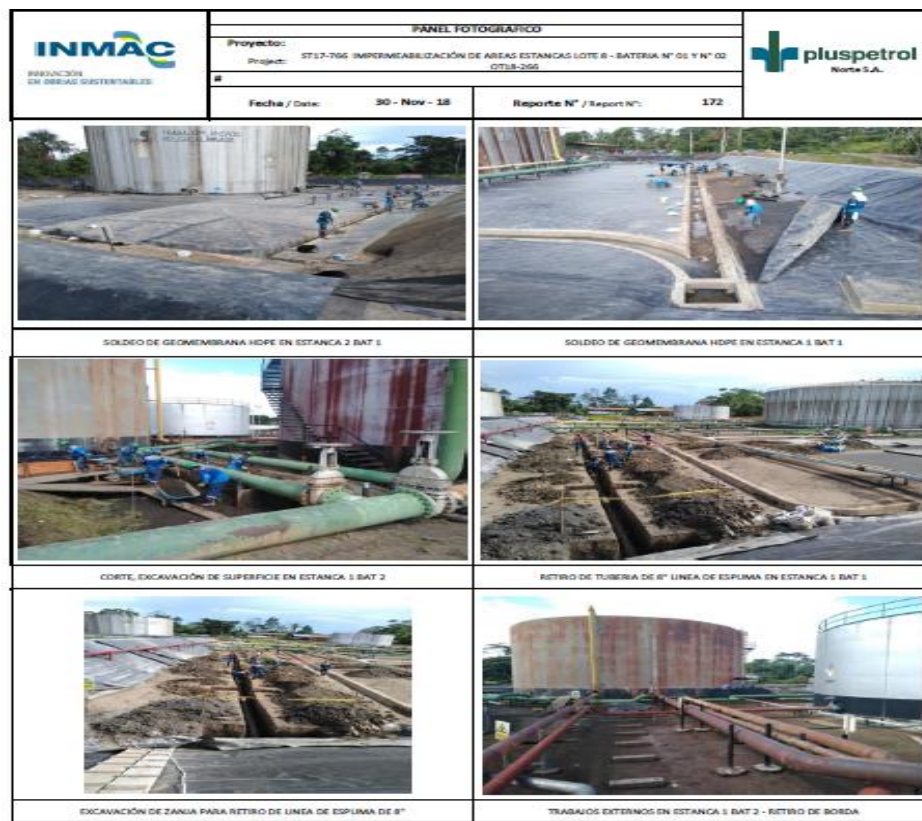 INMAC
INNOVACIÓN
EN OBRAS SUSTENTABLES
PANEL FOTOGRAFICO
Proyecto:
Project:
ST17-766 IMPERMEABILIZACIÓN DE AREAS ESTANCAS LOTE 8 - BATERIA N° 01 Y N° 02
OT18-266
#
Fecha / Date: 30 - Nov - 18
Reporte N° / Report N°: 172
pluspetrol
Norte S.A.
SOLDEO DE GEOMEMBRANA HDPE EN ESTANCA 2 BAT 1
SOLDEO DE GEOMEMBRANA HDPE EN ESTANCA 1 BAT 1
CORTE, EXCAVACIÓN DE SUPERFICIE EN ESTANCA 1 BAT 2
RETIRO DE TUBERIA DE 8" LINEA DE ESPUMA EN ESTANCA 1 BAT 1
EXCAVACIÓN DE ZANJA PARA RETIRO DE LINEA DE ESPUMA DE 8"
TRABAJOS EXTERNOS EN ESTANCA 1 BAT 2 - RETIRO DE BORDA